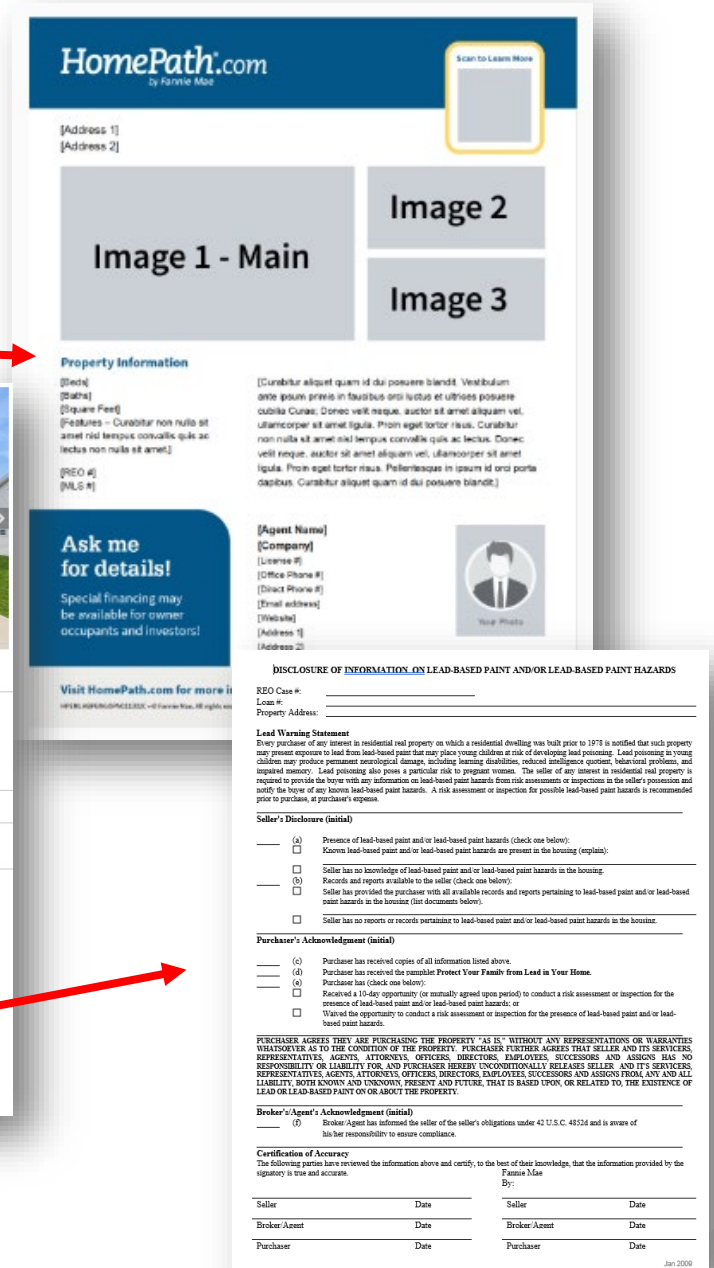 HomePath.com
by Fannie Mae
Scan to Learn More
[Address 1]
[Address 2]
Image 1 - Main
Image 2
Image 3
Property Information
[Beds]
[Baths]
[Square Feet]
[Features – Curabitur non nulla sit
amet nisl tempus convallis quis ac
lectus non nulla sit amet.]
[REO #]
[MLS #]
[Curabitur aliquet quam id dui posuere blandit. Vestibulum
ante ipsum primis in faucibus orci luctus et ultrices posuere
cubilia Curae; Donec velit neque, auctor sit amet aliquam vel,
ullamcorper sit amet ligula. Proin eget tortor risus. Curabitur
non nulla sit amet nisl tempus convallis quis ac lectus. Donec
velit neque, auctor sit amet aliquam vel, ullamcorper sit amet
ligula. Proin eget tortor risus. Pellentesque in ipsum id orci porta
dapibus. Curabitur aliquet quam id dui posuere blandit.]
Ask me
for details!
Special financing may
be available for owner
occupants and investors!
[Agent Name]
[Company]
[License #]
[Office Phone #]
[Direct Phone #]
[Email address]
[Website]
[Address 1]
[Address 2]
Your Photo
Visit HomePath.com for more
© Fannie Mae. All rights
DISCLOSURE OF INFORMATION ON LEAD-BASED PAINT AND/OR LEAD-BASED PAINT HAZARDS
REO Case #:
Loan #:
Property Address:
Lead Warning Statement
Every purchaser of any interest in residential real property on which a residential dwelling was built prior to 1978 is notified that such property
may present exposure to lead from lead-based paint that may place young children at risk of developing lead poisoning. Lead poisoning in young
children may produce permanent neurological damage, including learning disabilities, reduced intelligence quotient, behavioral problems, and
impaired memory. Lead poisoning also poses a particular risk to pregnant women. The seller of any interest in residential real property is
required to provide the buyer with any information on lead-based paint hazards from risk assessments or inspections in the seller's possession and
notify the buyer of any known lead-based paint hazards. A risk assessment or inspection for possible lead-based paint hazards is recommended
prior to purchase, at purchaser's expense.
Seller's Disclosure (initial)
(a) Presence of lead-based paint and/or lead-based paint hazards (check one below):
Known lead-based paint and/or lead-based paint hazards are present in the housing (explain):
Seller has no knowledge of lead-based paint and/or lead-based paint hazards in the housing.
(b) Records and reports available to the seller (check one below):
Seller has provided the purchaser with all available records and reports pertaining to lead-based paint and/or lead-based
paint hazards in the housing (list documents below).
Seller has no reports or records pertaining to lead-based paint and/or lead-based paint hazards in the housing.
Purchaser's Acknowledgment (initial)
(c) Purchaser has received copies of all information listed above.
(d) Purchaser has received the pamphlet Protect Your Family from Lead in Your Home.
(e) Purchaser has (check one below):
Received a 10-day opportunity (or mutually agreed upon period) to conduct a risk assessment or inspection for the
presence of lead-based paint and/or lead-based paint hazards; or
Waived the opportunity to conduct a risk assessment or inspection for the presence of lead-based paint and/or lead-
based paint hazards.
PURCHASER AGREES THEY ARE PURCHASING THE PROPERTY "AS IS," WITHOUT ANY REPRESENTATIONS OR WARRANTIES
WHATSOEVER AS TO THE CONDITION OF THE PROPERTY. PURCHASER FURTHER AGREES THAT SELLER AND ITS SERVICERS,
REPRESENTATIVES, AGENTS, ATTORNEYS, OFFICERS, DIRECTORS, EMPLOYEES, SUCCESSORS AND ASSIGNS HAS NO
RESPONSIBILITY OR LIABILITY FOR, AND PURCHASER HEREBY UNCONDITIONALLY RELEASES SELLER AND IT'S SERVICERS,
REPRESENTATIVES, AGENTS, ATTORNEYS, OFFICERS, DIRECTORS, EMPLOYEES, SUCCESSORS AND ASSIGNS FROM, ANY AND ALL
LIABILITY, BOTH KNOWN AND UNKNOWN, PRESENT AND FUTURE, THAT IS BASED UPON, OR RELATED TO, THE EXISTENCE OF
LEAD OR LEAD-BASED PAINT ON OR ABOUT THE PROPERTY.
Broker's/Agent's Acknowledgment (initial)
(f) Broker/Agent has informed the seller of the seller's obligations under 42 U.S.C. 4852d and is aware of
his/her responsibility to ensure compliance.
Certification of Accuracy
The following parties have reviewed the information above and certify, to the best of their knowledge, that the information provided by the
signatory is true and accurate.
Fannie Mae
By:
Seller Date Seller Date
Broker/Agent Date Broker/Agent Date
Purchaser Date Purchaser Date
Jan 2009